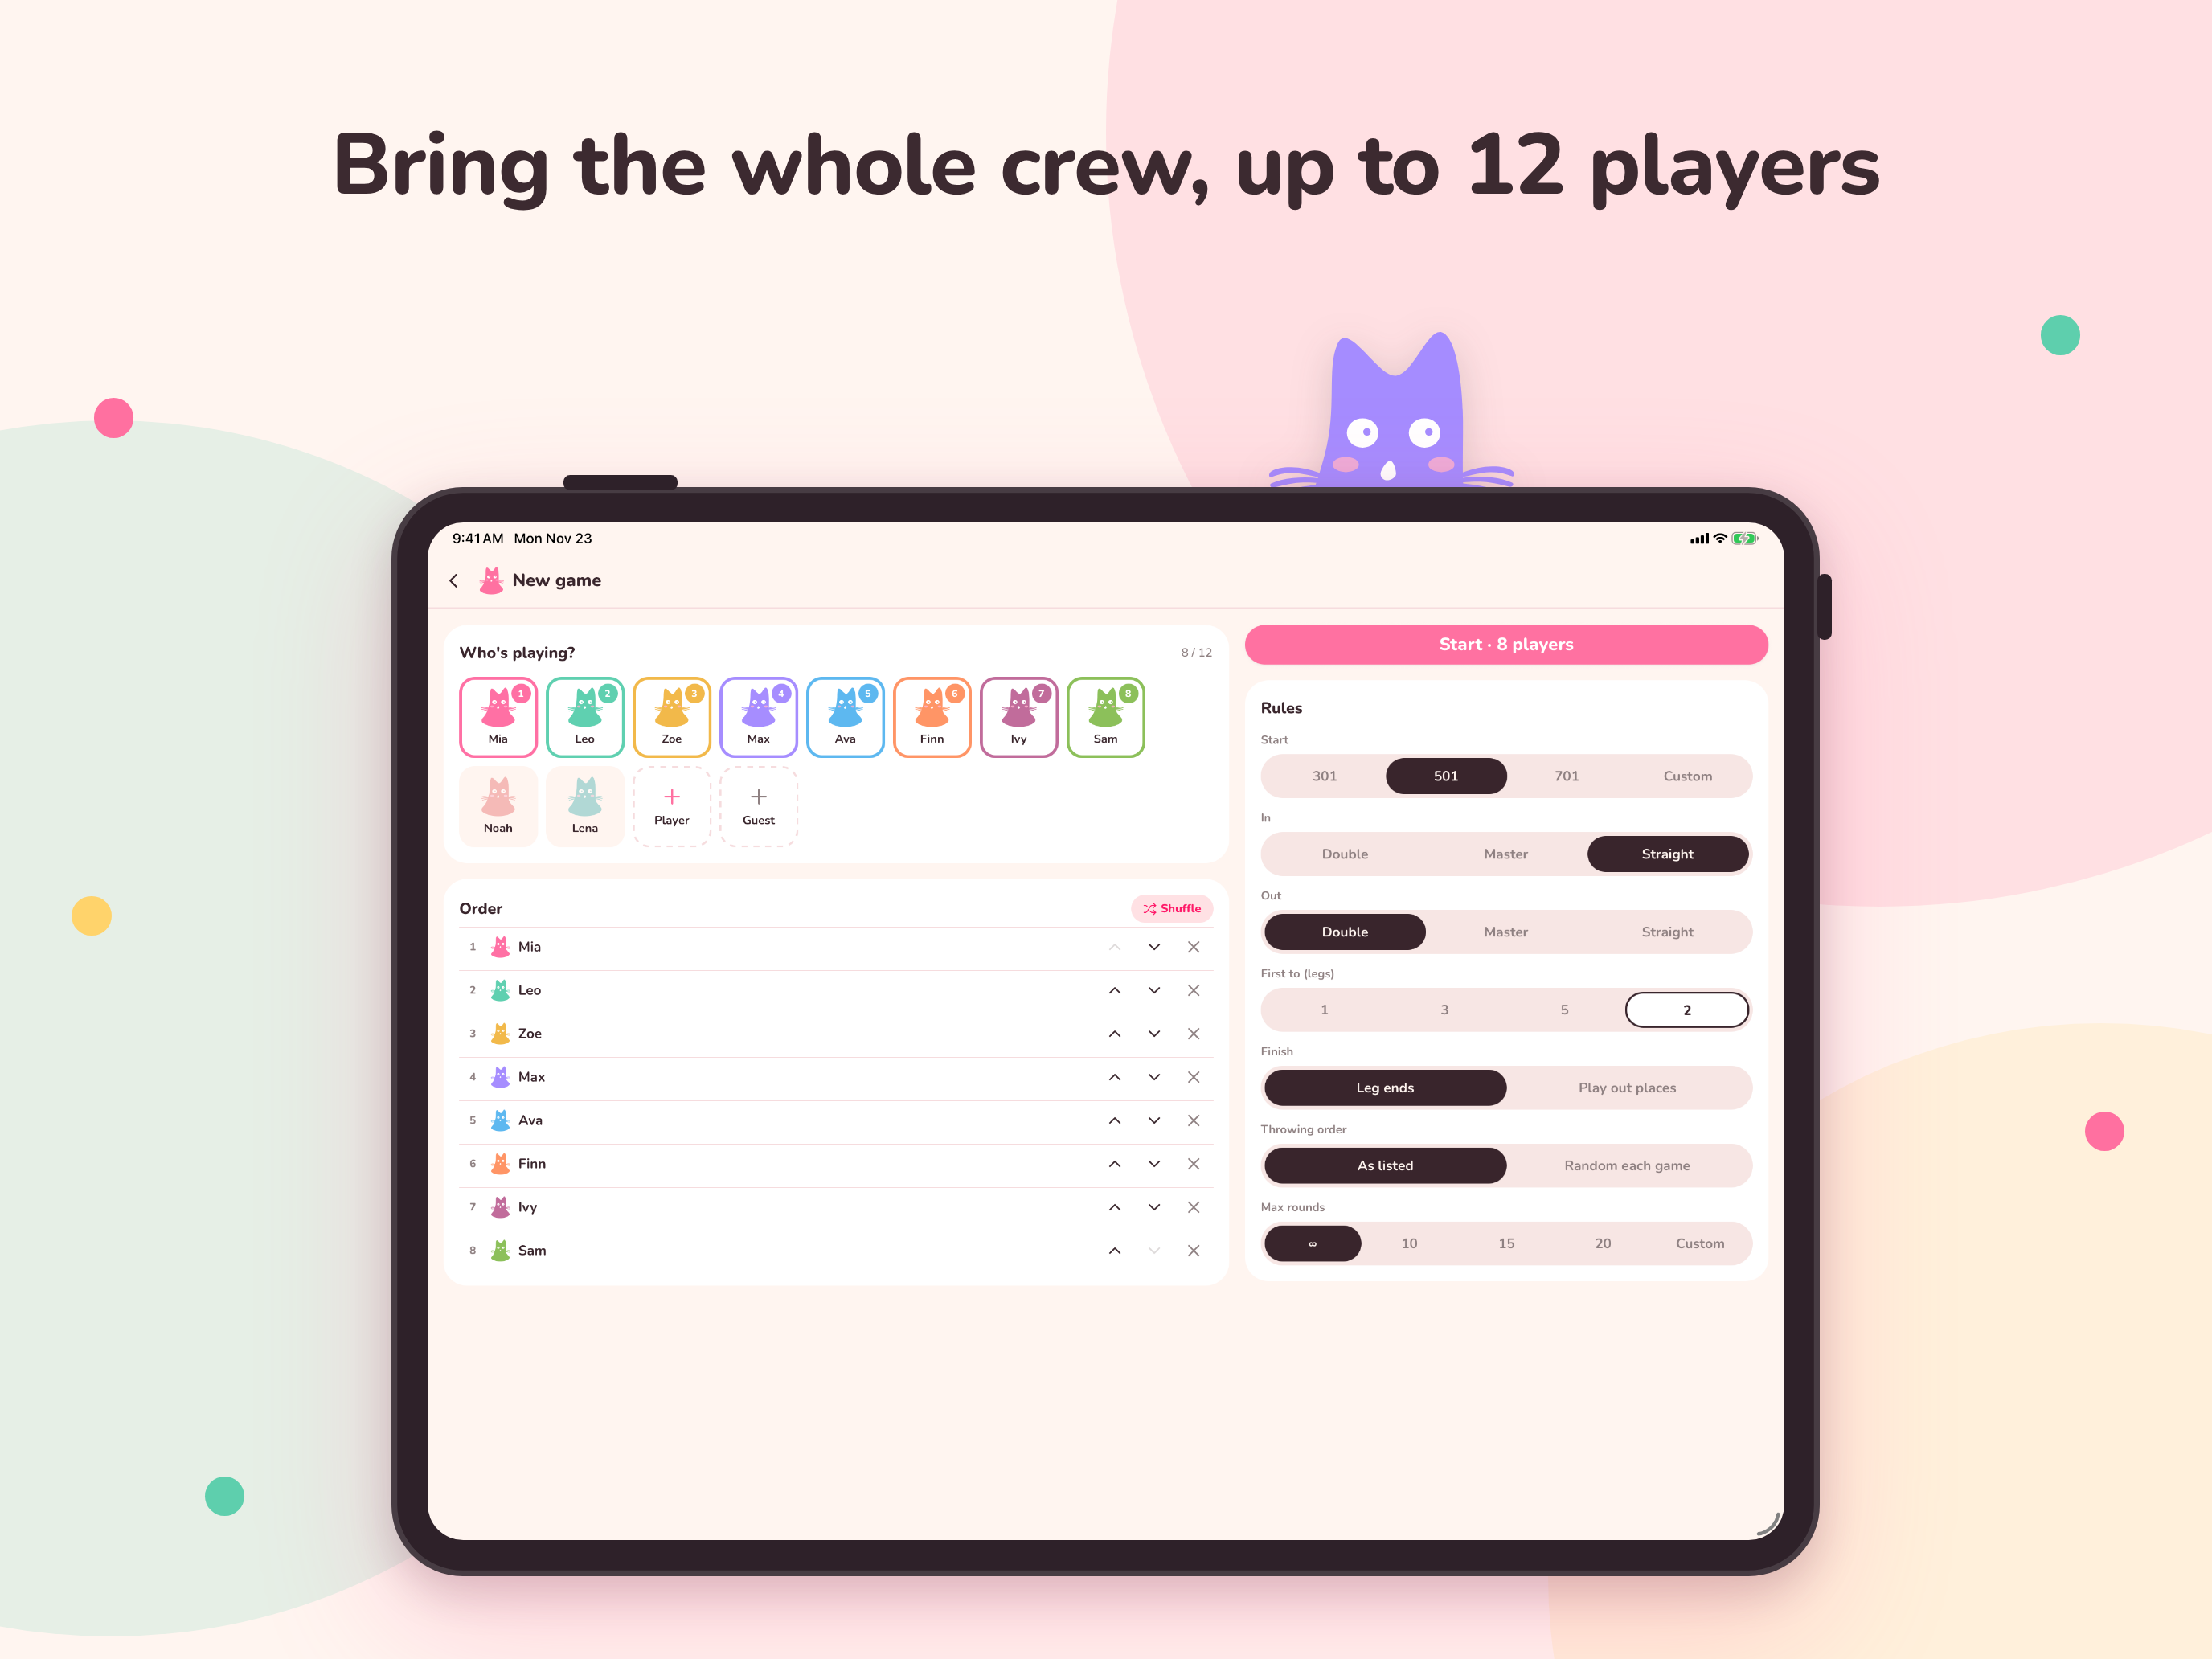 Bring the whole crew, up to 12 players
9:41 AM Mon Nov 23
New game
Who's playing?
8 / 12
1 2 3 4 5 6 7 8
Mia Leo Zoe Max Ava Finn Ivy Sam
Noah Lena Player Guest
Order
Shuffle
1 Mia
2 Leo
3 Zoe
4 Max
5 Ava
6 Finn
7 Ivy
8 Sam
Start · 8 players
Rules
Start
301 501 701 Custom
In
Double Master Straight
Out
Double Master Straight
First to (legs)
1 3 5 2
Finish
Leg ends Play out places
Throwing order
As listed Random each game
Max rounds
∞ 10 15 20 Custom